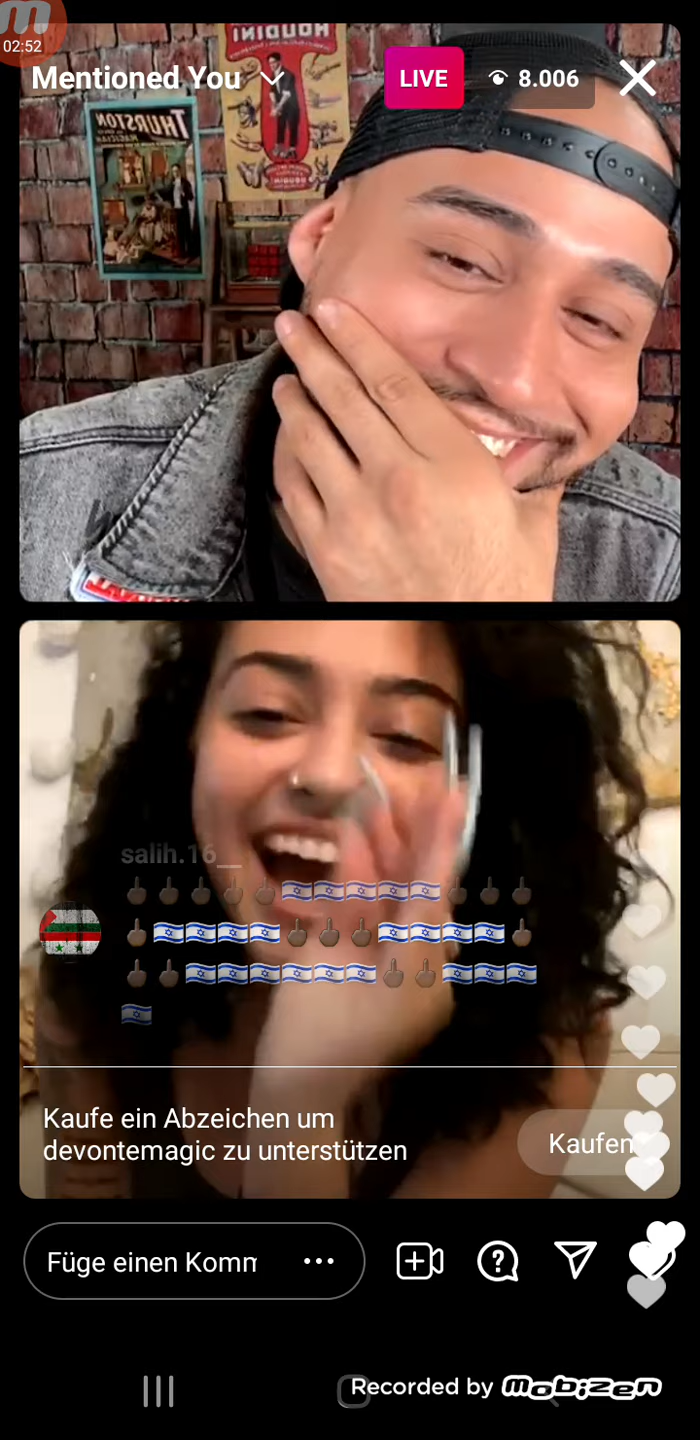 02:52
Mentioned You
LIVE
8.006
HOUDINI
THURSTON
salih.16__
🖕🏿🖕🏿🖕🏿🖕🏿🖕🏿🇮🇱🇮🇱🇮🇱🇮🇱🇮🇱🖕🏿🖕🏿🖕🏿
🖕🏿🇮🇱🇮🇱🇮🇱🇮🇱🖕🏿🖕🏿🖕🏿🇮🇱🇮🇱🇮🇱🇮🇱🖕🏿
🖕🏿🖕🏿🇮🇱🇮🇱🇮🇱🇮🇱🇮🇱🇮🇱🖕🏿🖕🏿🇮🇱🇮🇱🇮🇱
🇮🇱
Kaufe ein Abzeichen um
devontemagic zu unterstützen
Kaufen
Füge einen Komm
Recorded by mobizen